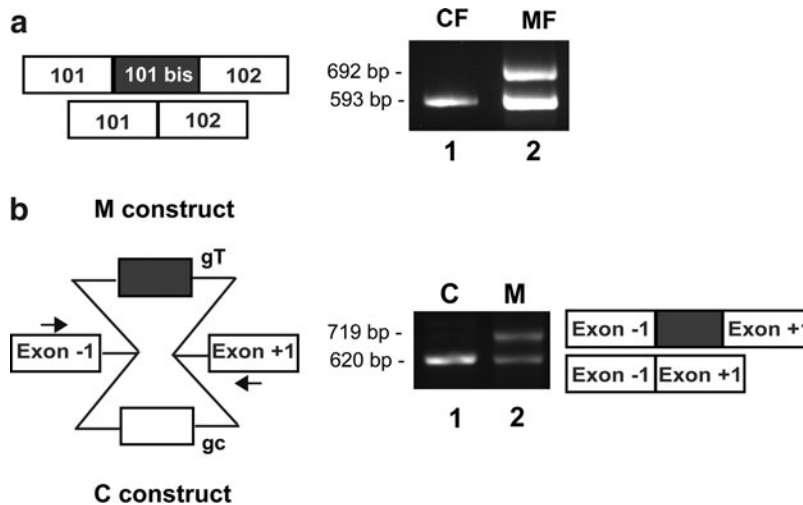 a
101 101 bis 102
101 102
CF MF
692 bp -
593 bp -
1 2
b
M construct
gT
Exon -1 Exon +1
gc
C construct
C M
719 bp -
620 bp -
1 2
Exon -1 Exon +1
Exon -1 Exon +1